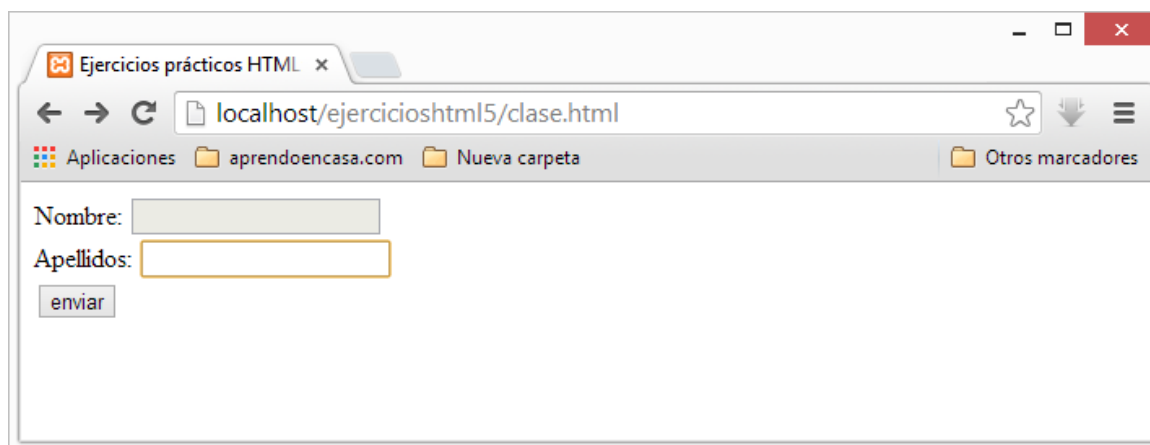 Ejercicios prácticos HTML
localhost/ejercicioshtml5/clase.html
Aplicaciones aprendoencasa.com Nueva carpeta Otros marcadores
Nombre:
Apellidos:
enviar